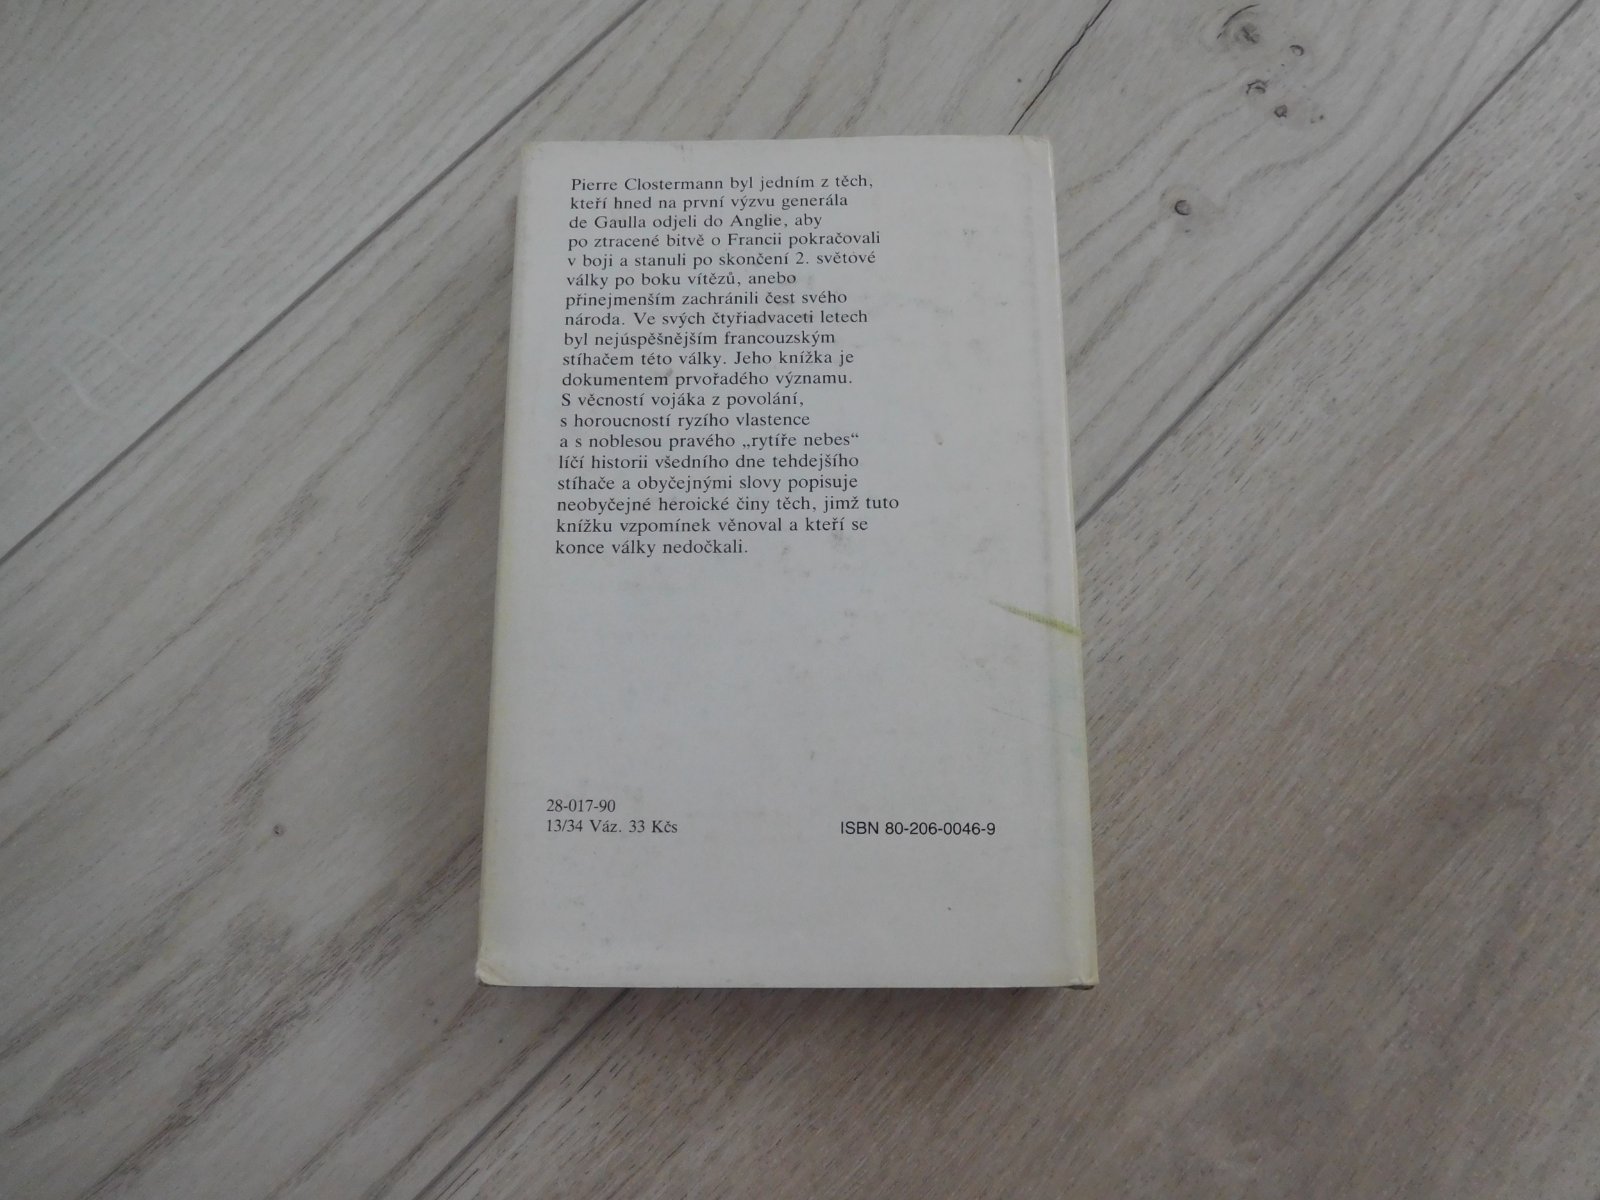 Pierre Clostermann byl jedním z těch,
kteří hned na první výzvu generála
de Gaulla odjeli do Anglie, aby
po ztracené bitvě o Francii pokračovali
v boji a stanuli po skončení 2. světové
války po boku vítězů, anebo
přinejmenším zachránili čest svého
národa. Ve svých čtyřiadvaceti letech
byl nejúspěšnějším francouzským
stíhačem této války. Jeho knížka je
dokumentem prvořadého významu.
S věcností vojáka z povolání,
s horoucností ryzího vlastence
a s noblesou pravého „rytíře nebes“
líčí historii všedního dne tehdejšího
stíhače a obyčejnými slovy popisuje
neobyčejné heroické činy těch, jimž tuto
knížku vzpomínek věnoval a kteří se
konce války nedočkali.
28-017-90
13/34 Váz. 33 Kčs
ISBN 80-206-0046-9